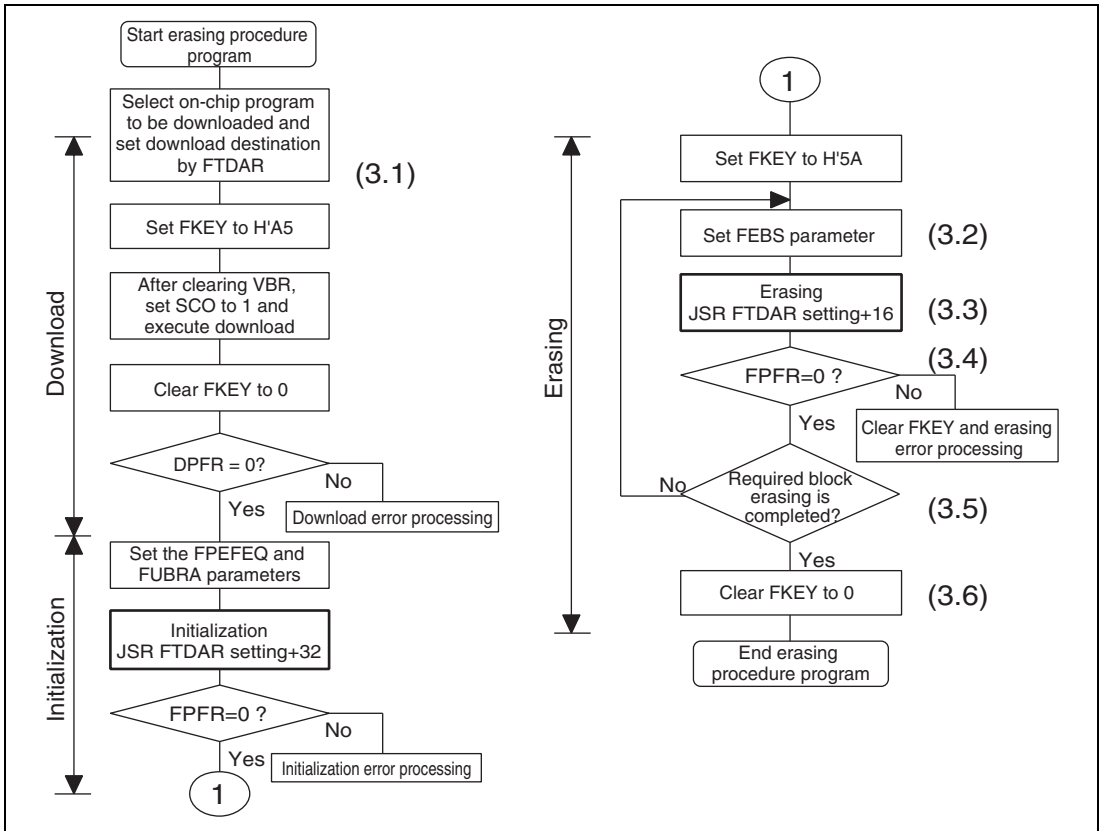 Start erasing procedure
program
Select on-chip program
to be downloaded and
set download destination
by FTDAR
(3.1)
Set FKEY to H'A5
After clearing VBR,
set SCO to 1 and
execute download
Clear FKEY to 0
DPFR = 0?
No
Yes
Download error processing
Download
Set the FPEFEQ and
FUBRA parameters
Initialization
JSR FTDAR setting+32
FPFR=0 ?
No
Yes
Initialization error processing
Initialization
1
1
Set FKEY to H'5A
Set FEBS parameter
(3.2)
Erasing
JSR FTDAR setting+16
(3.3)
(3.4)
FPFR=0 ?
No
Yes
Clear FKEY and erasing
error processing
Required block
erasing is
completed?
No
(3.5)
Yes
Clear FKEY to 0
(3.6)
Erasing
End erasing
procedure program